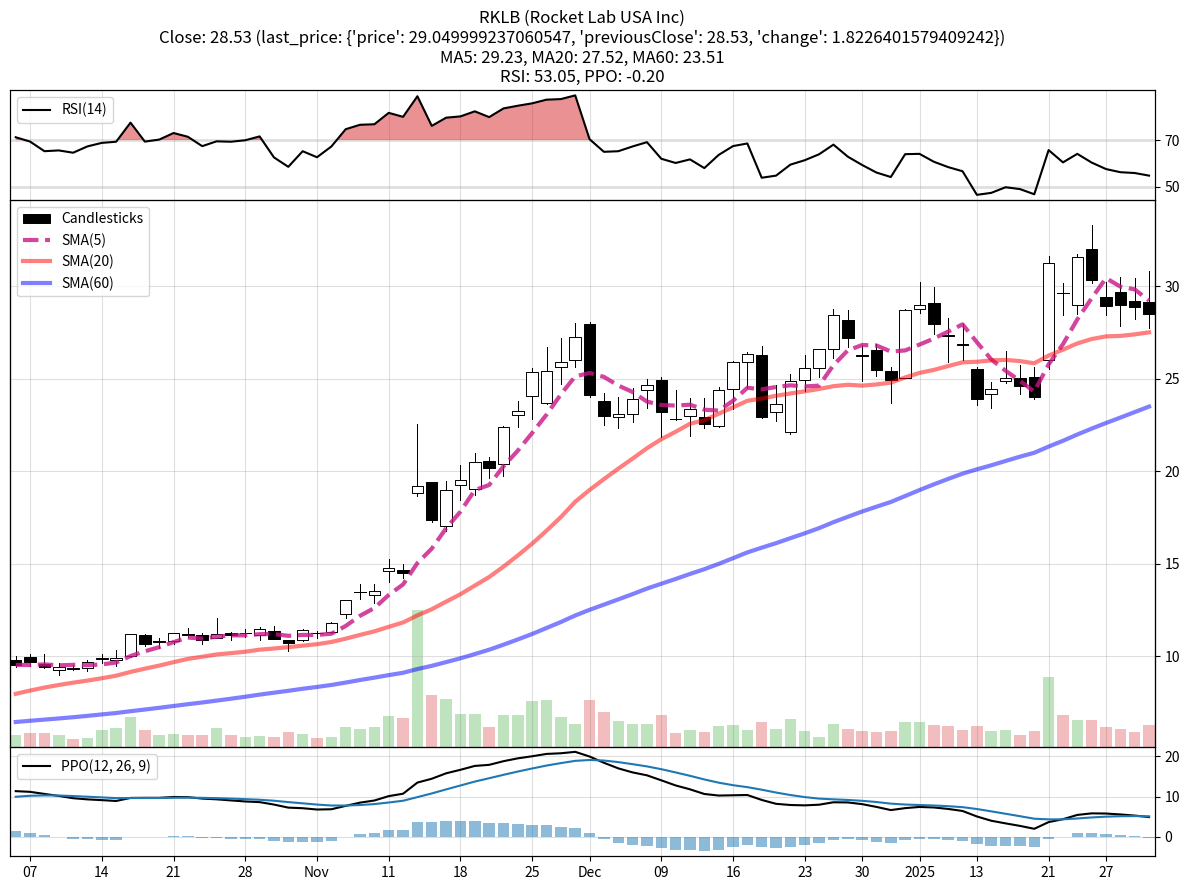 RKLB (Rocket Lab USA Inc)
Close: 28.53 (last_price: {'price': 29.049999237060547, 'previousClose': 28.53, 'change': 1.8226401579409242})
MA5: 29.23, MA20: 27.52, MA60: 23.51
RSI: 53.05, PPO: -0.20
RSI(14)
70
50
Candlesticks
SMA(5)
SMA(20)
SMA(60)
30
25
20
15
10
PPO(12, 26, 9)
20
10
0
07 14 21 28 Nov 11 18 25 Dec 09 16 23 30 2025 13 21 27